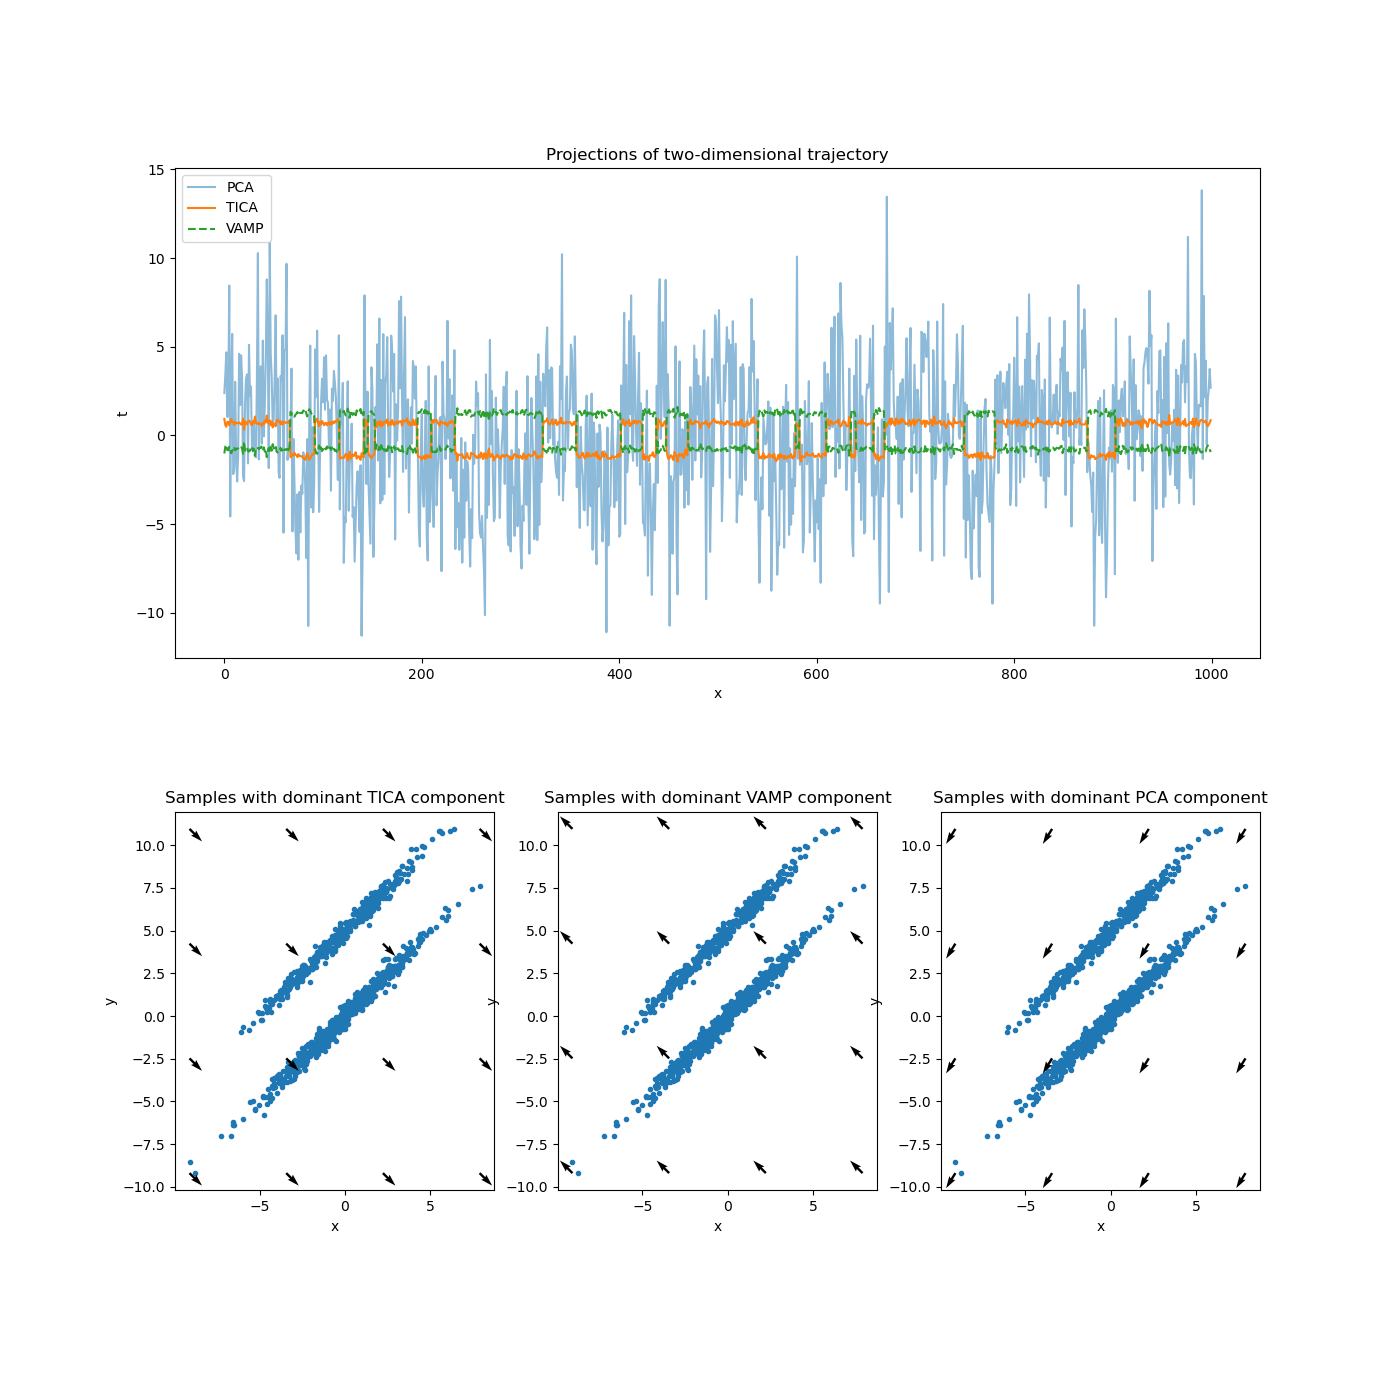 Projections of two-dimensional trajectory
15
10
5
0
−5
−10
t
PCA
TICA
VAMP
0 200 400 600 800 1000
x
Samples with dominant TICA component
10.0
7.5
5.0
2.5
0.0
−2.5
−5.0
−7.5
−10.0
y
−5 0 5
x
Samples with dominant VAMP component
10.0
7.5
5.0
2.5
0.0
−2.5
−5.0
−7.5
−10.0
y
−5 0 5
x
Samples with dominant PCA component
10.0
7.5
5.0
2.5
0.0
−2.5
−5.0
−7.5
−10.0
y
−5 0 5
x